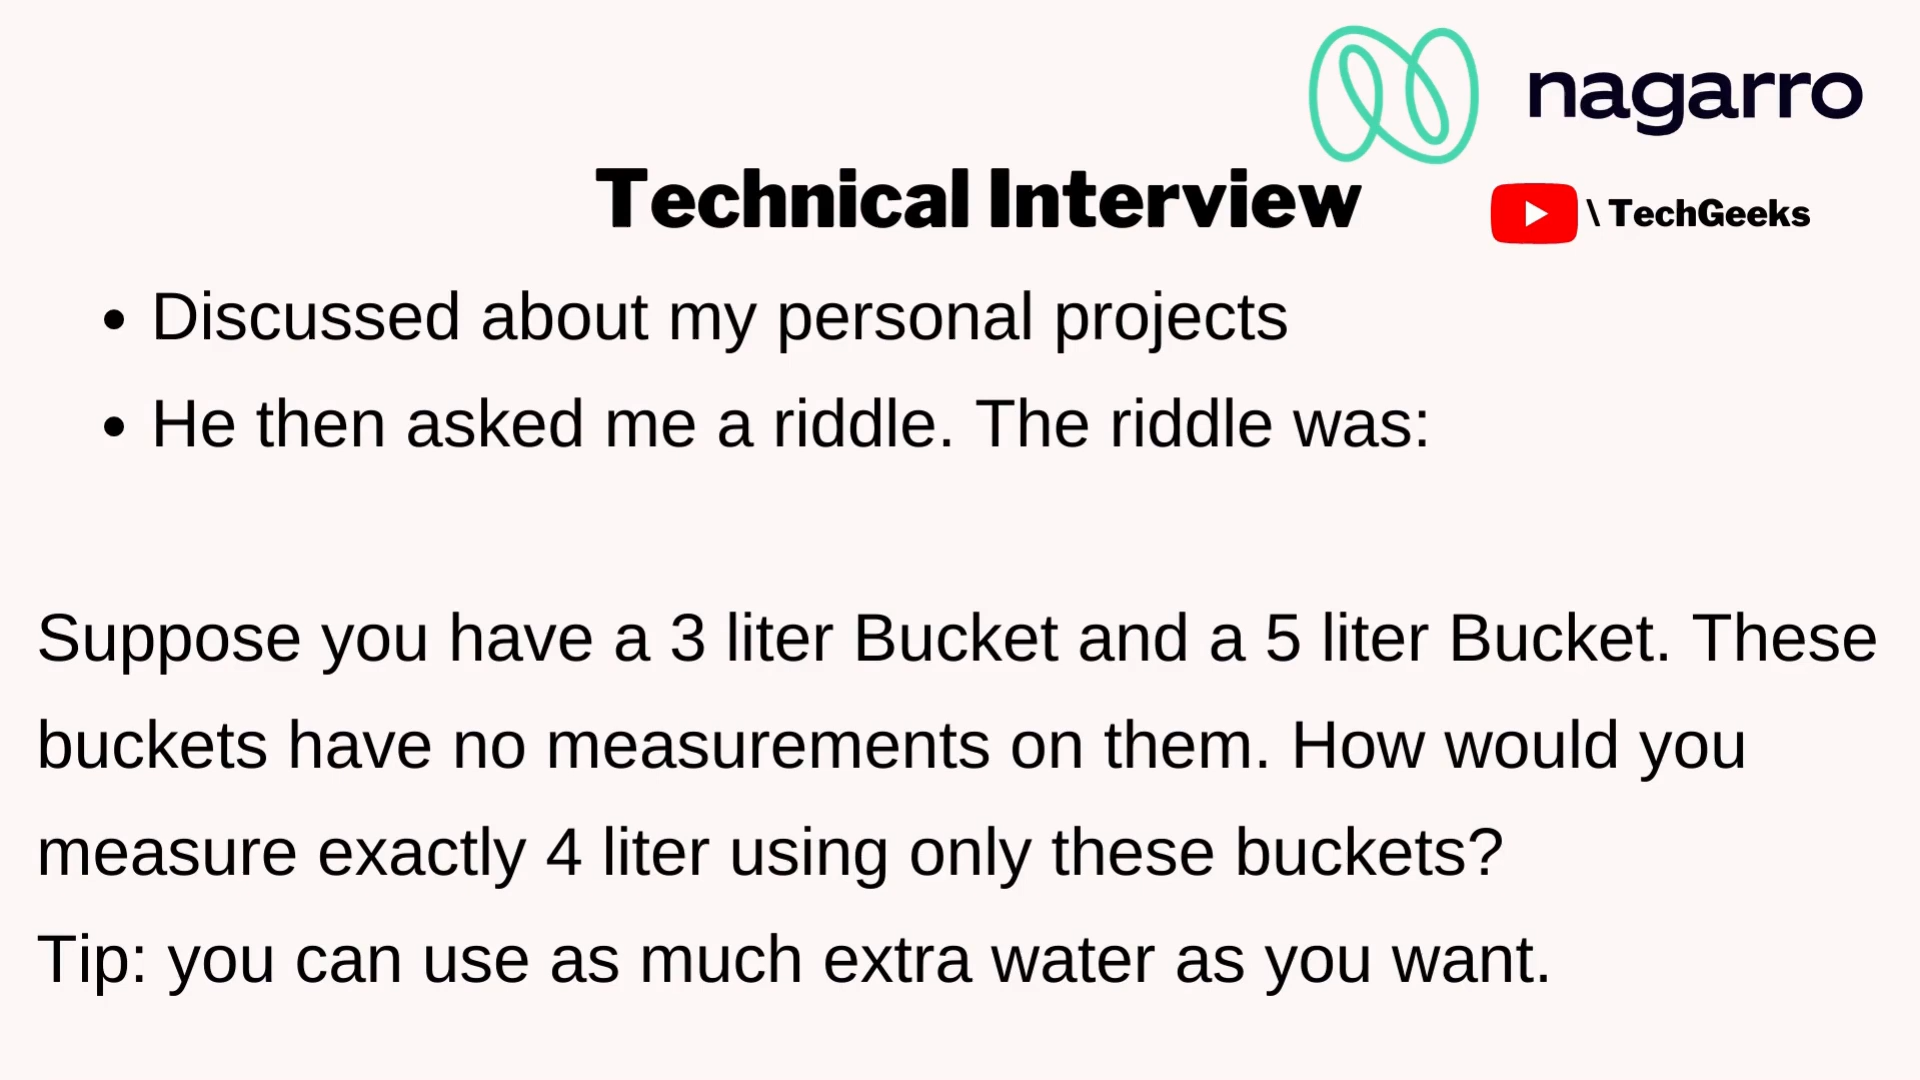 nagarro
Technical Interview
\ TechGeeks
• Discussed about my personal projects
• He then asked me a riddle. The riddle was:
Suppose you have a 3 liter Bucket and a 5 liter Bucket. These
buckets have no measurements on them. How would you
measure exactly 4 liter using only these buckets?
Tip: you can use as much extra water as you want.